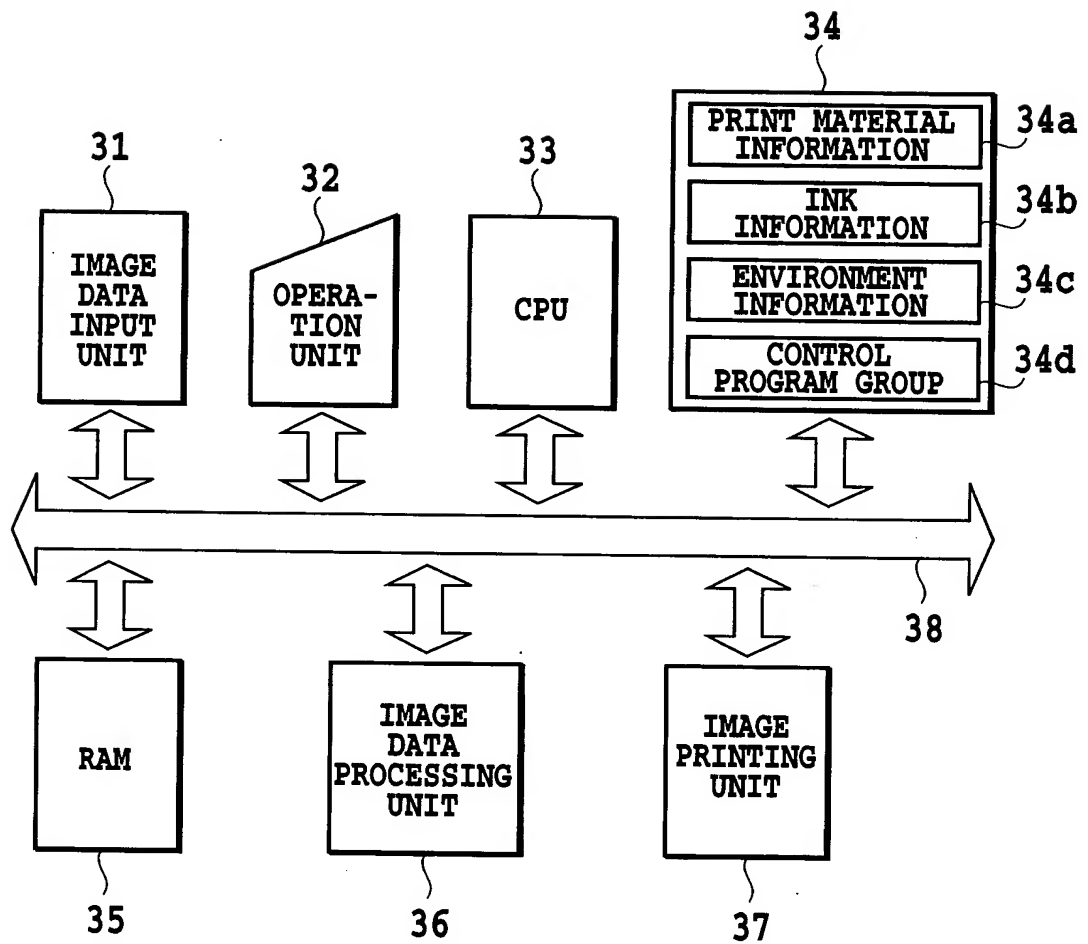 34
31
32
33
PRINT MATERIAL
INFORMATION
34a
INK
INFORMATION
34b
ENVIRONMENT
INFORMATION
34c
CONTROL
PROGRAM GROUP
34d
IMAGE
DATA
INPUT
UNIT
OPERA-
TION
UNIT
CPU
38
RAM
IMAGE
DATA
PROCESSING
UNIT
IMAGE
PRINTING
UNIT
35
36
37